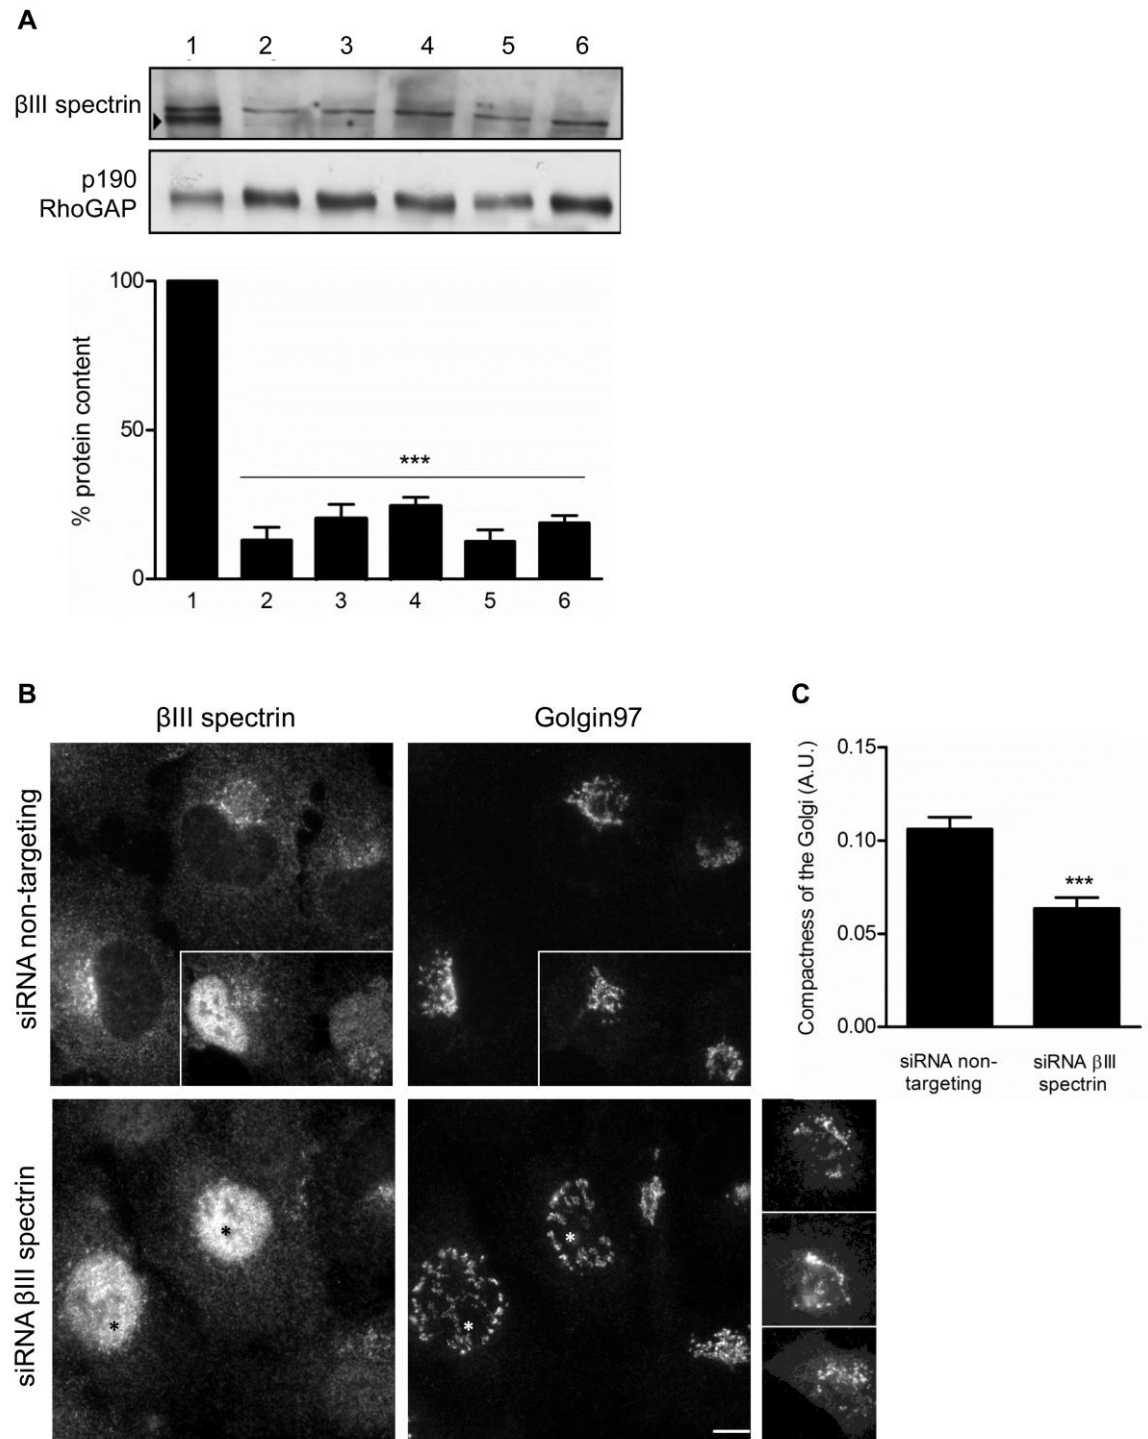 A
1 2 3 4 5 6
βIII spectrin
p190
RhoGAP
% protein content
100
50
0
***
1 2 3 4 5 6
B
βIII spectrin Golgin97
siRNA non-targeting
siRNA βIII spectrin
*
*
*
*
C
Compactness of the Golgi (A.U.)
0.15
0.10
0.05
0.00
***
siRNA non-
targeting
siRNA βIII
spectrin